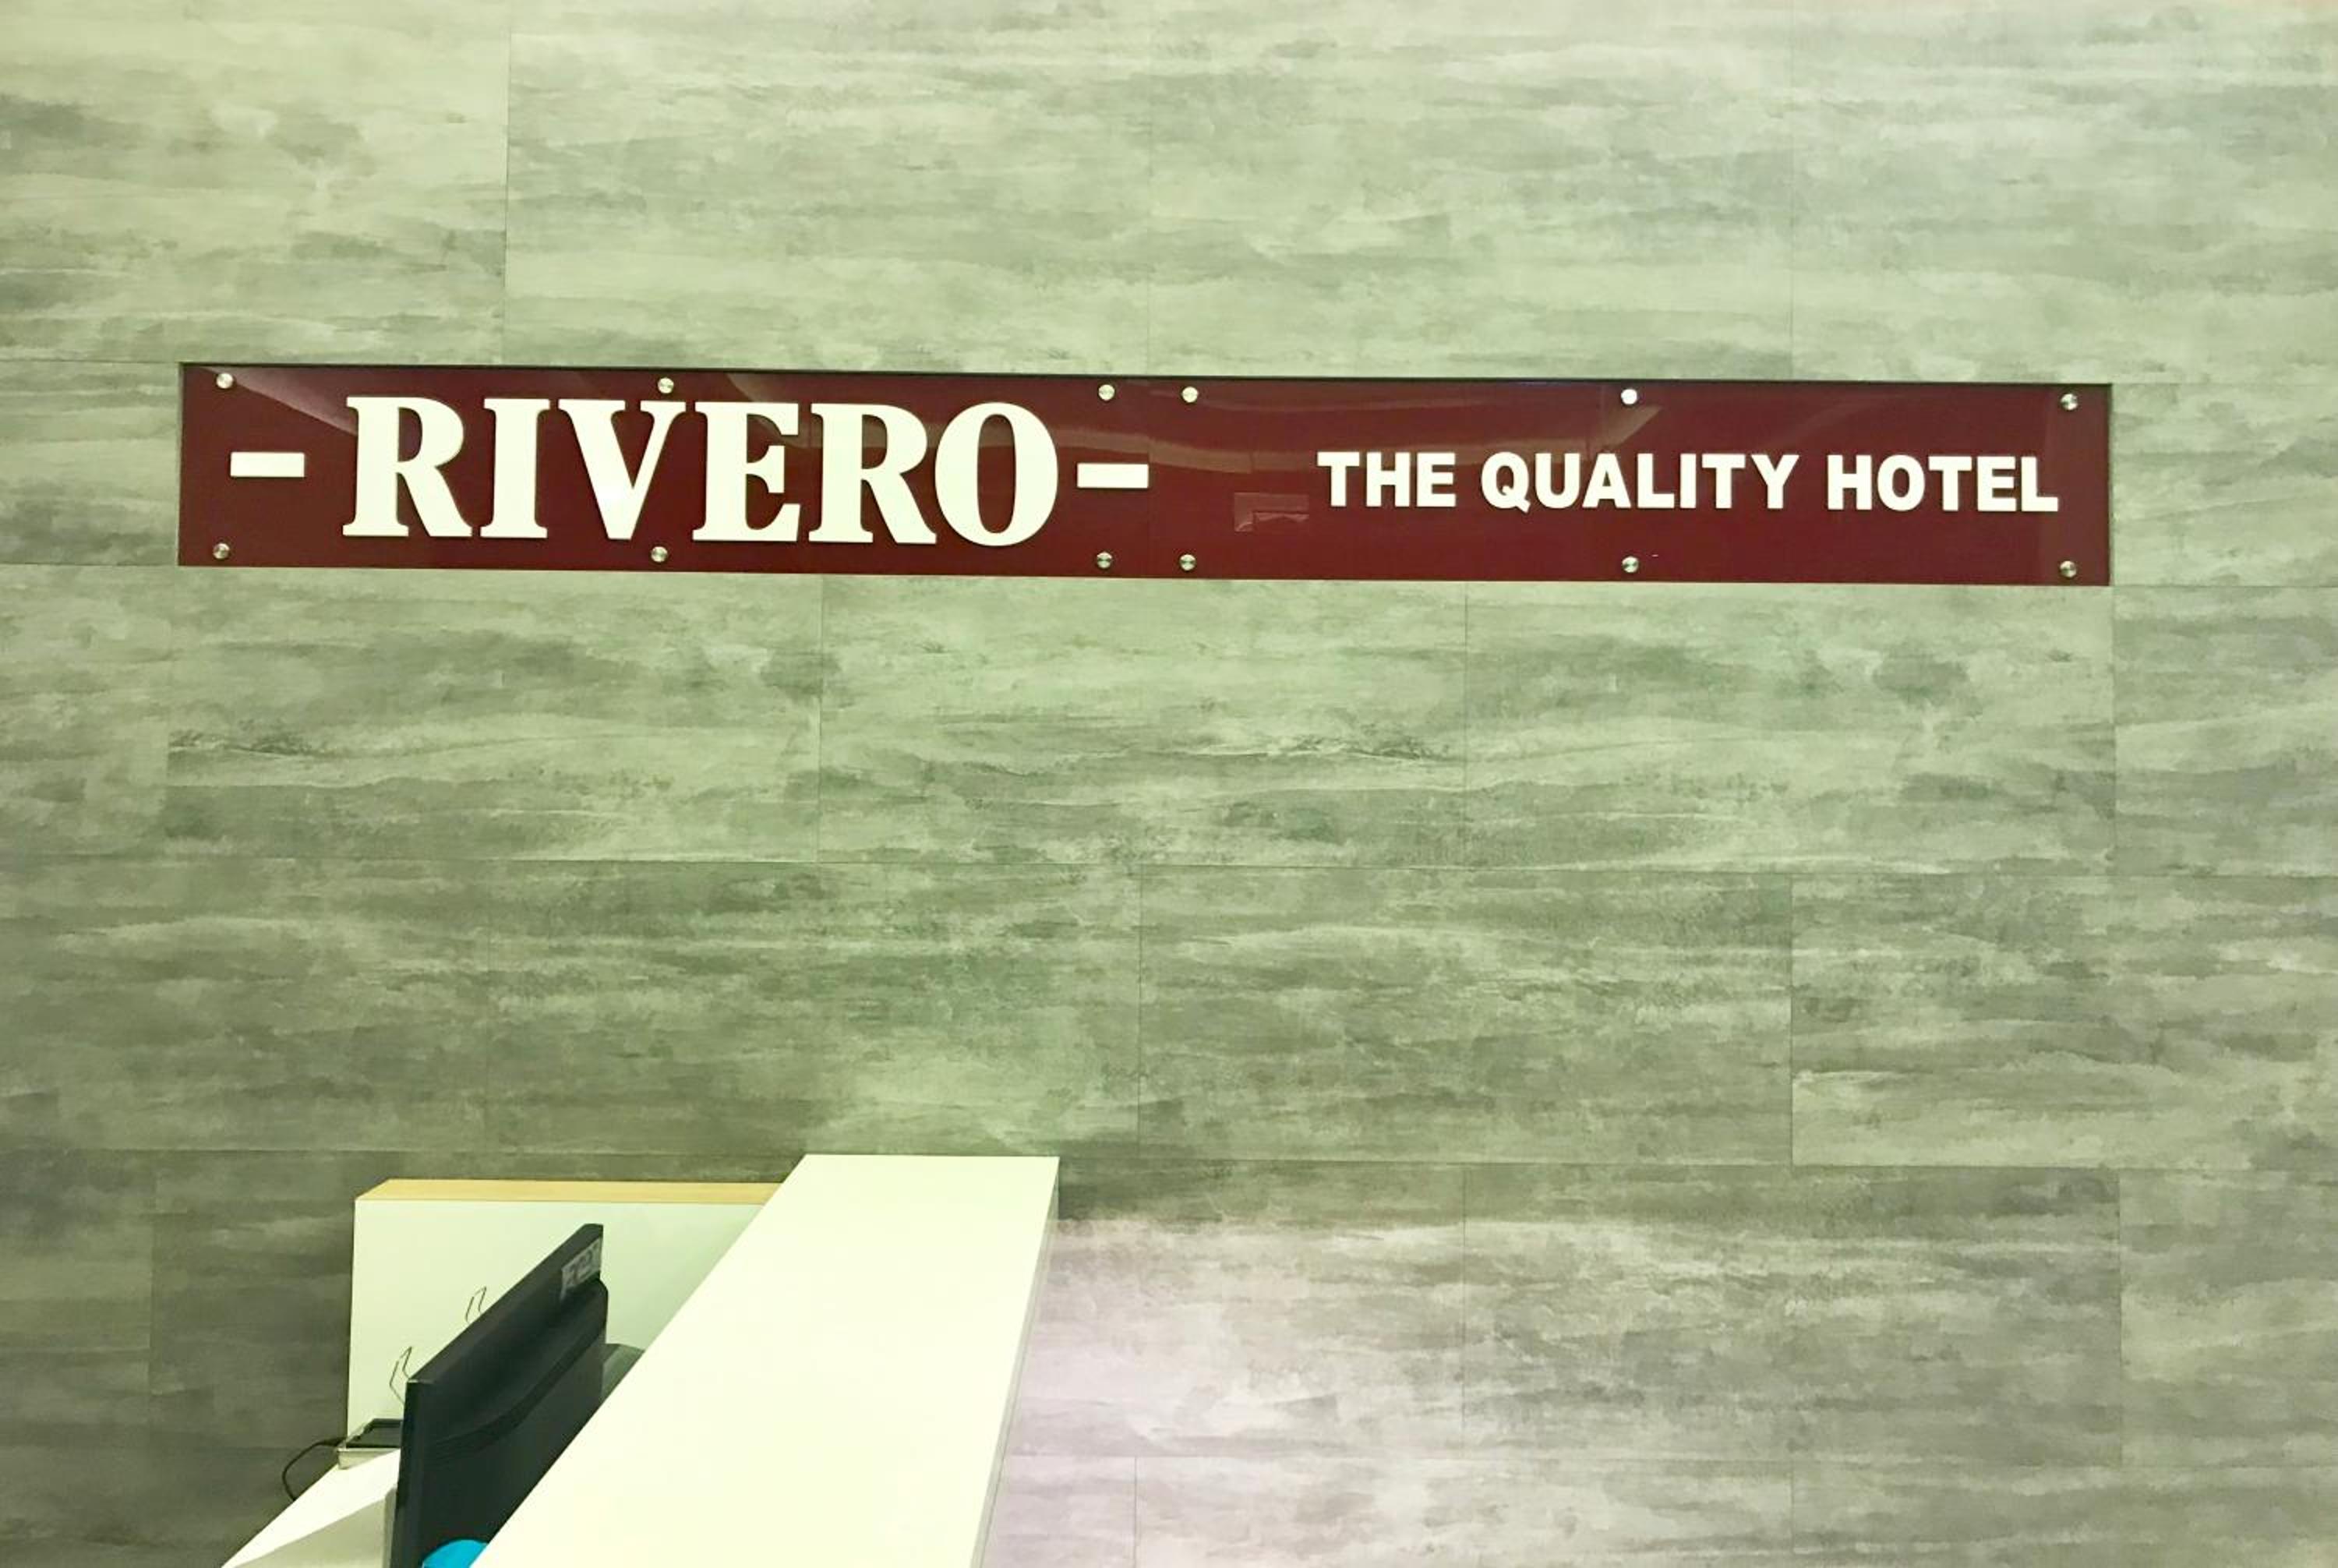 - RIVERO - THE QUALITY HOTEL